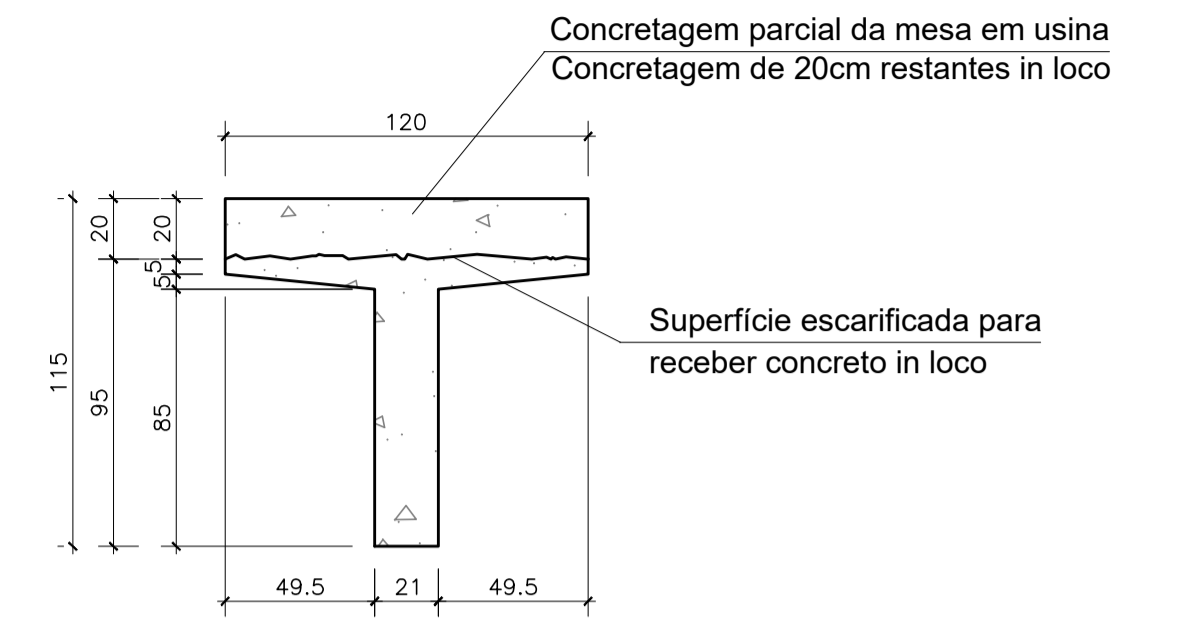 Concretagem parcial da mesa em usina
Concretagem de 20cm restantes in loco
120
20
20
5
5
115
95
85
Superfície escarificada para
receber concreto in loco
49.5
21
49.5